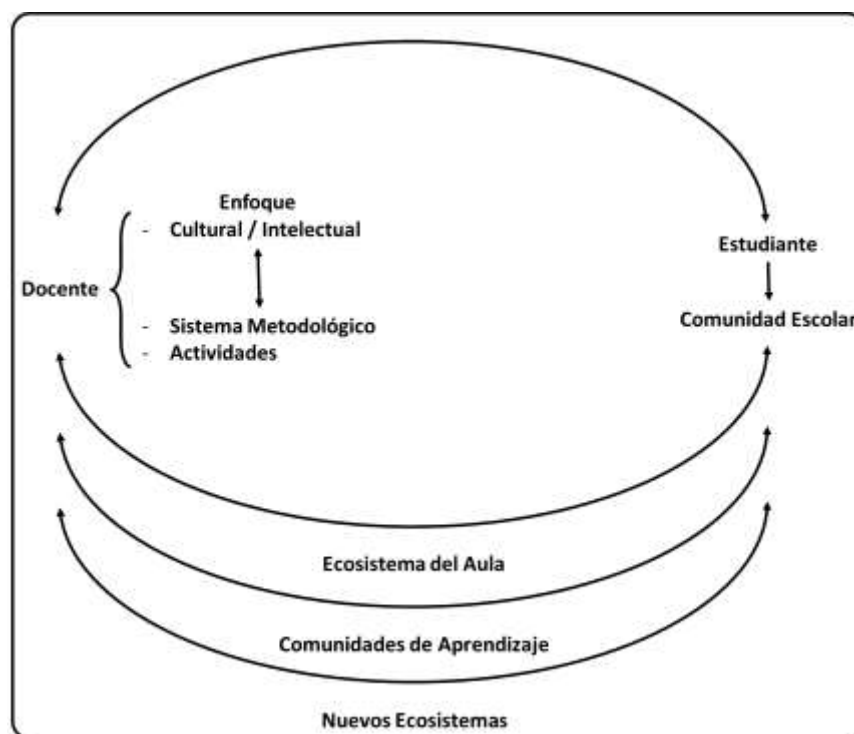 Enfoque
- Cultural / Intelectual
Docente
- Sistema Metodológico
- Actividades
Estudiante
Comunidad Escolar
Ecosistema del Aula
Comunidades de Aprendizaje
Nuevos Ecosistemas